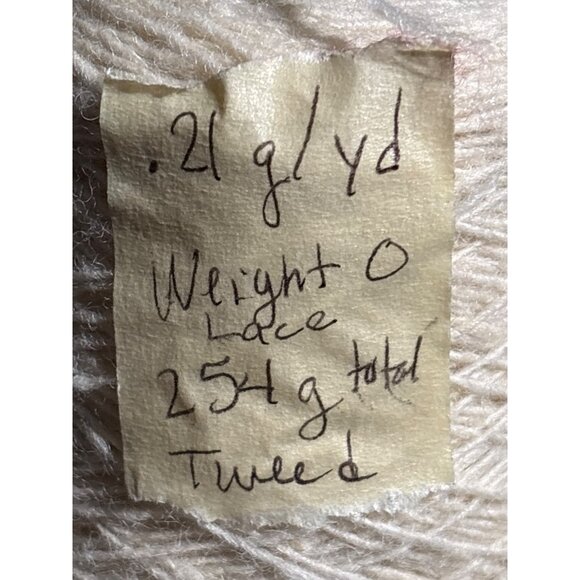 .21 g/yd
Weight 0
Lace
254 g total
Tweed